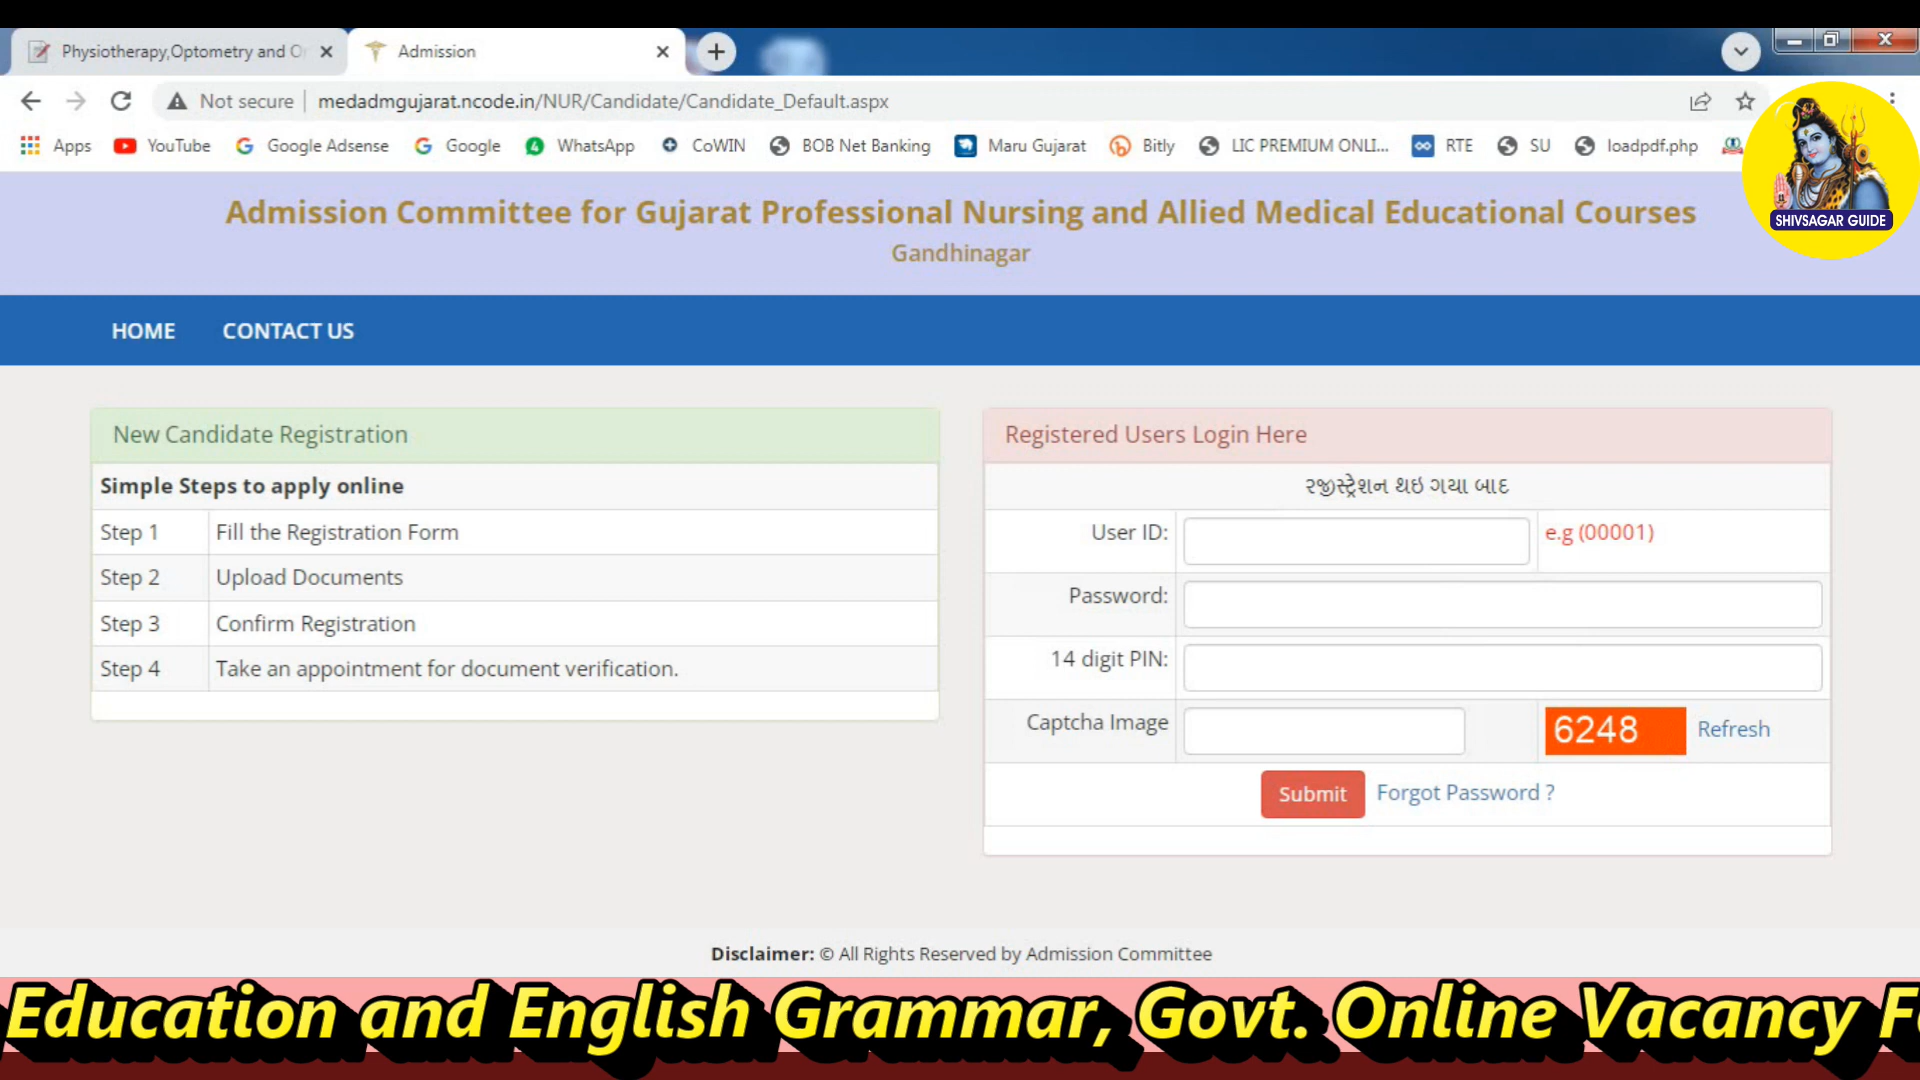 Physiotherapy,Optometry and O
Admission
Not secure
medadmgujarat.ncode.in/NUR/Candidate/Candidate_Default.aspx
Apps YouTube Google Adsense Google WhatsApp CoWIN BOB Net Banking Maru Gujarat Bitly LIC PREMIUM ONLI... RTE SU loadpdf.php
SHIVSAGAR GUIDE
Admission Committee for Gujarat Professional Nursing and Allied Medical Educational Courses
Gandhinagar
HOME CONTACT US
New Candidate Registration
Simple Steps to apply online
Step 1 Fill the Registration Form
Step 2 Upload Documents
Step 3 Confirm Registration
Step 4 Take an appointment for document verification.
Registered Users Login Here
રજીસ્ટ્રેશન થઇ ગયા બાદ
User ID: e.g (00001)
Password:
14 digit PIN:
Captcha Image 6248 Refresh
Submit Forgot Password ?
Disclaimer: © All Rights Reserved by Admission Committee
Education and English Grammar, Govt. Online Vacancy F